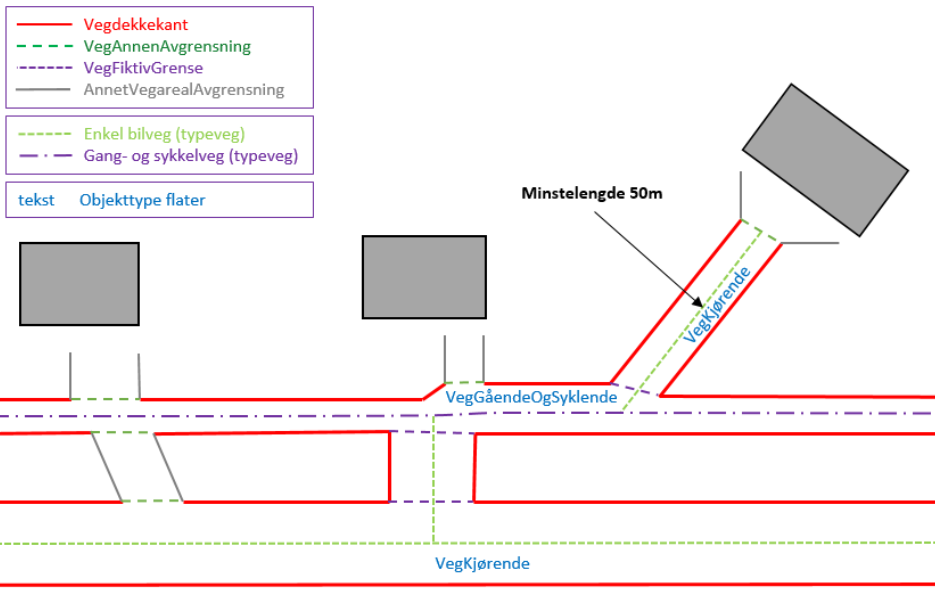 Vegdekkekant
VegAnnenAvgrensning
VegFiktivGrense
AnnetVegarealAvgrensning
Enkel bilveg (typeveg)
Gang- og sykkelveg (typeveg)
tekst Objekttype flater
Minstelengde 50m
VegKjørende
VegGåendeOgSyklende
VegKjørende